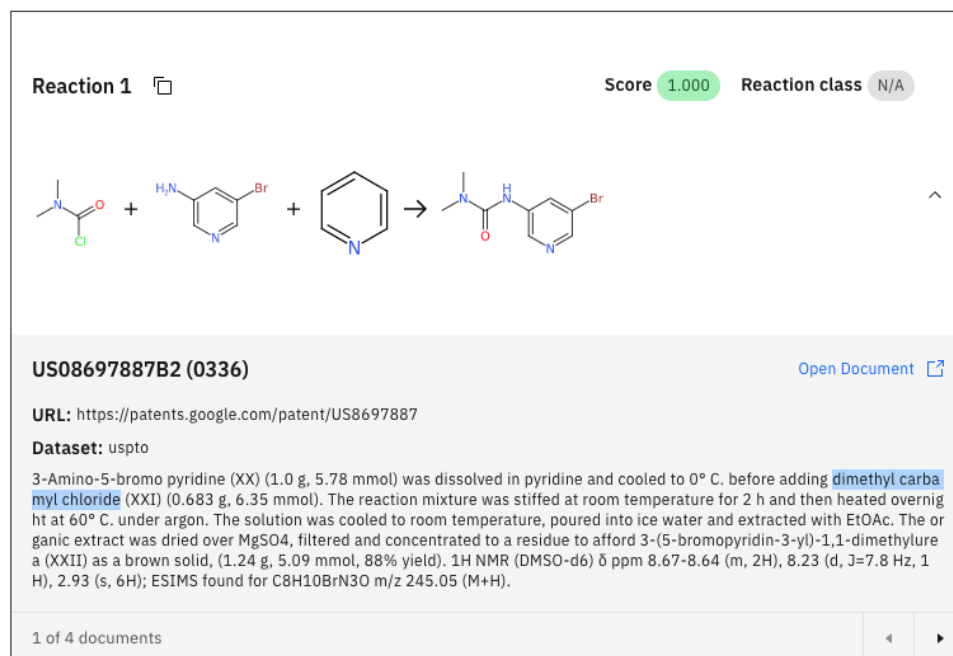 Reaction 1
Score 1.000 Reaction class N/A
N
O
Cl
+
H₂N
Br
N
+
N
→
H
N
N
O
Br
N
US08697887B2 (0336)
Open Document
URL: https://patents.google.com/patent/US8697887
Dataset: uspto
3-Amino-5-bromo pyridine (XX) (1.0 g, 5.78 mmol) was dissolved in pyridine and cooled to 0° C. before adding dimethyl carba
myl chloride (XXI) (0.683 g, 6.35 mmol). The reaction mixture was stiffed at room temperature for 2 h and then heated overnig
ht at 60° C. under argon. The solution was cooled to room temperature, poured into ice water and extracted with EtOAc. The or
ganic extract was dried over MgSO4, filtered and concentrated to a residue to afford 3-(5-bromopyridin-3-yl)-1,1-dimethylure
a (XXII) as a brown solid, (1.24 g, 5.09 mmol, 88% yield). 1H NMR (DMSO-d6) δ ppm 8.67-8.64 (m, 2H), 8.23 (d, J=7.8 Hz, 1
H), 2.93 (s, 6H); ESIMS found for C8H10BrN3O m/z 245.05 (M+H).
1 of 4 documents